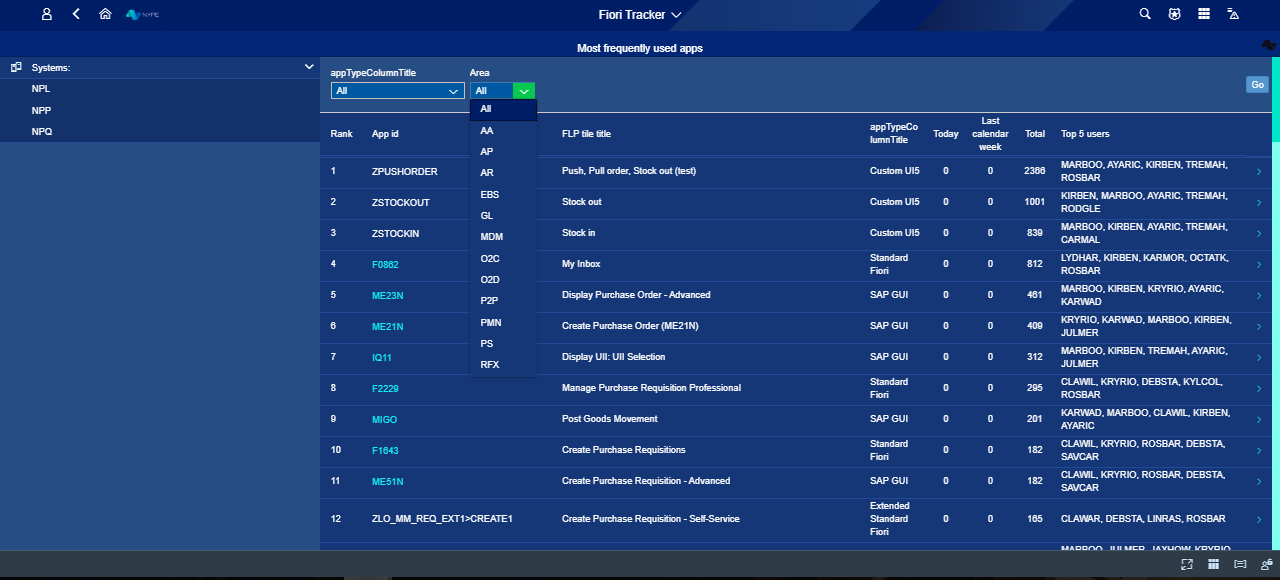 NYPE
Fiori Tracker
Most frequently used apps
Systems:
NPL
NPP
NPQ
appTypeColumnTitle
Area
All
All
Go
All
AA
AP
AR
EBS
GL
MDM
O2C
O2D
P2P
PMN
PS
RFX
Rank App id FLP tile title appTypeCo Today Last Total Top 5 users
lumnTitle calendar
week
1 ZPUSHORDER Push, Pull order, Stock out (test) Custom UI5 0 0 2366 MARBOO, AYARIC, KIRBEN, TREMAH,
ROSBAR
2 ZSTOCKOUT Stock out Custom UI5 0 0 1001 KIRBEN, MARBOO, AYARIC, TREMAH,
RODGLE
3 ZSTOCKIN Stock in Custom UI5 0 0 839 MARBOO, KIRBEN, AYARIC, TREMAH,
CARMAL
4 F0862 My Inbox Standard 0 0 812 LYDHAR, KIRBEN, KARMOR, OCTATK,
Fiori ROSBAR
5 ME23N Display Purchase Order - Advanced SAP GUI 0 0 461 MARBOO, KIRBEN, KRYRIO, AYARIC,
KARWAD
6 ME21N Create Purchase Order (ME21N) SAP GUI 0 0 409 KRYRIO, KARWAD, MARBOO, KIRBEN,
JULMER
7 IQ11 Display UII: UII Selection SAP GUI 0 0 312 MARBOO, KIRBEN, TREMAH, AYARIC,
JULMER
8 F2229 Manage Purchase Requisition Professional Standard 0 0 295 CLAWIL, KRYRIO, DEBSTA, KYLCOL,
Fiori ROSBAR
9 MIGO Post Goods Movement SAP GUI 0 0 201 KARWAD, MARBOO, CLAWIL, KIRBEN,
AYARIC
10 F1643 Create Purchase Requisitions Standard 0 0 182 CLAWIL, KRYRIO, ROSBAR, DEBSTA,
Fiori SAVCAR
11 ME51N Create Purchase Requisition - Advanced SAP GUI 0 0 182 CLAWIL, KRYRIO, ROSBAR, DEBSTA,
SAVCAR
12 ZLO_MM_REQ_EXT1>CREATE1 Create Purchase Requisition - Self-Service Extended 0 0 165 CLAWAR, DEBSTA, LINRAS, ROSBAR
Standard
Fiori
MARBOO, JULMER, JAXHOW, KRYRIO